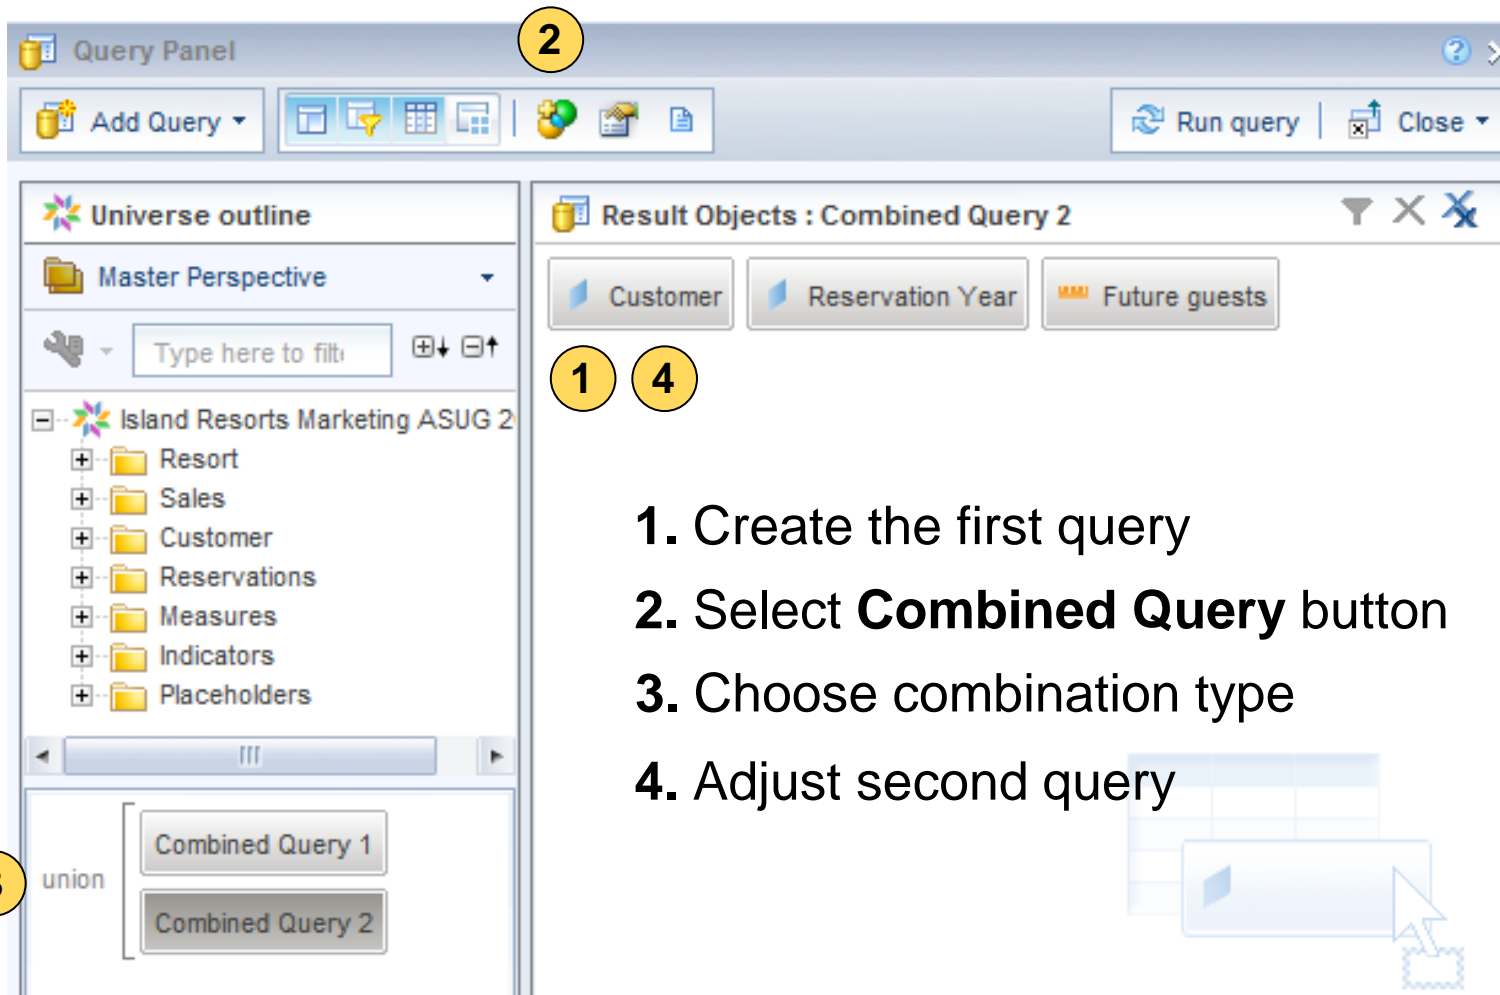 Query Panel
2
Add Query
Run query
Close
Universe outline
Result Objects : Combined Query 2
Master Perspective
Customer
Reservation Year
Future guests
Type here to filt
1
4
Island Resorts Marketing ASUG 2
Resort
Sales
Customer
Reservations
Measures
Indicators
Placeholders
1. Create the first query
2. Select Combined Query button
3. Choose combination type
4. Adjust second query
union
Combined Query 1
Combined Query 2